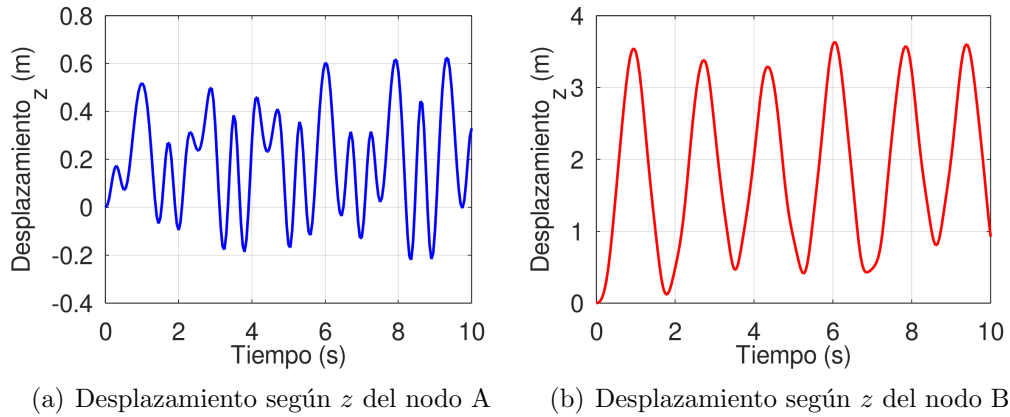 Desplazamiento_z (m)
0.8
0.6
0.4
0.2
0
-0.2
-0.4
0 2 4 6 8 10
Tiempo (s)
(a) Desplazamiento según z del nodo A
Desplazamiento_z (m)
4
3
2
1
0
0 2 4 6 8 10
Tiempo (s)
(b) Desplazamiento según z del nodo B